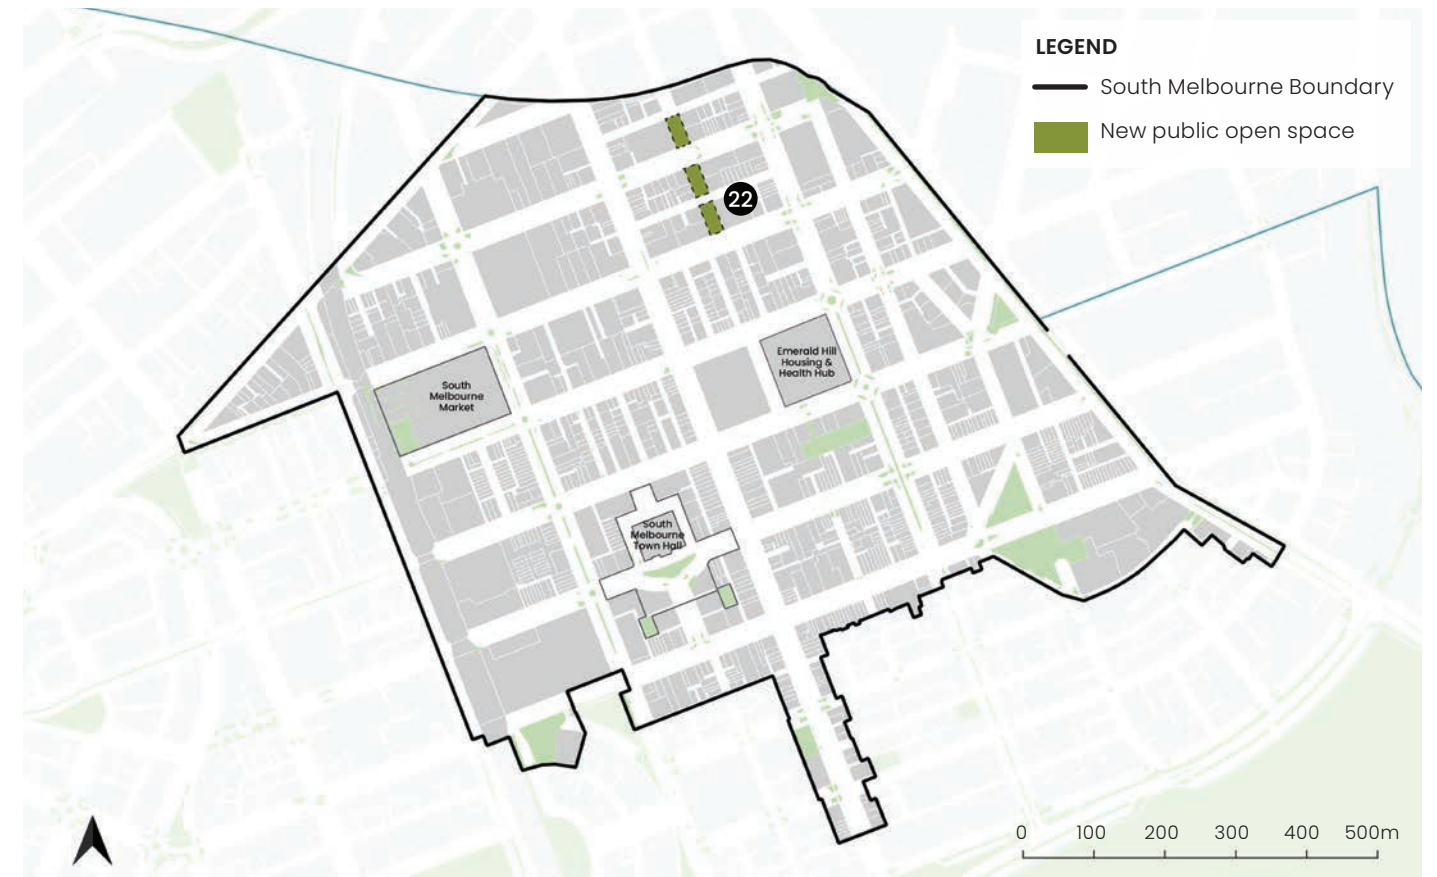 LEGEND
South Melbourne Boundary
New public open space
22
Emerald Hill
Housing &
Health Hub
South
Melbourne
Market
South
Melbourne
Town Hall
0 100 200 300 400 500m